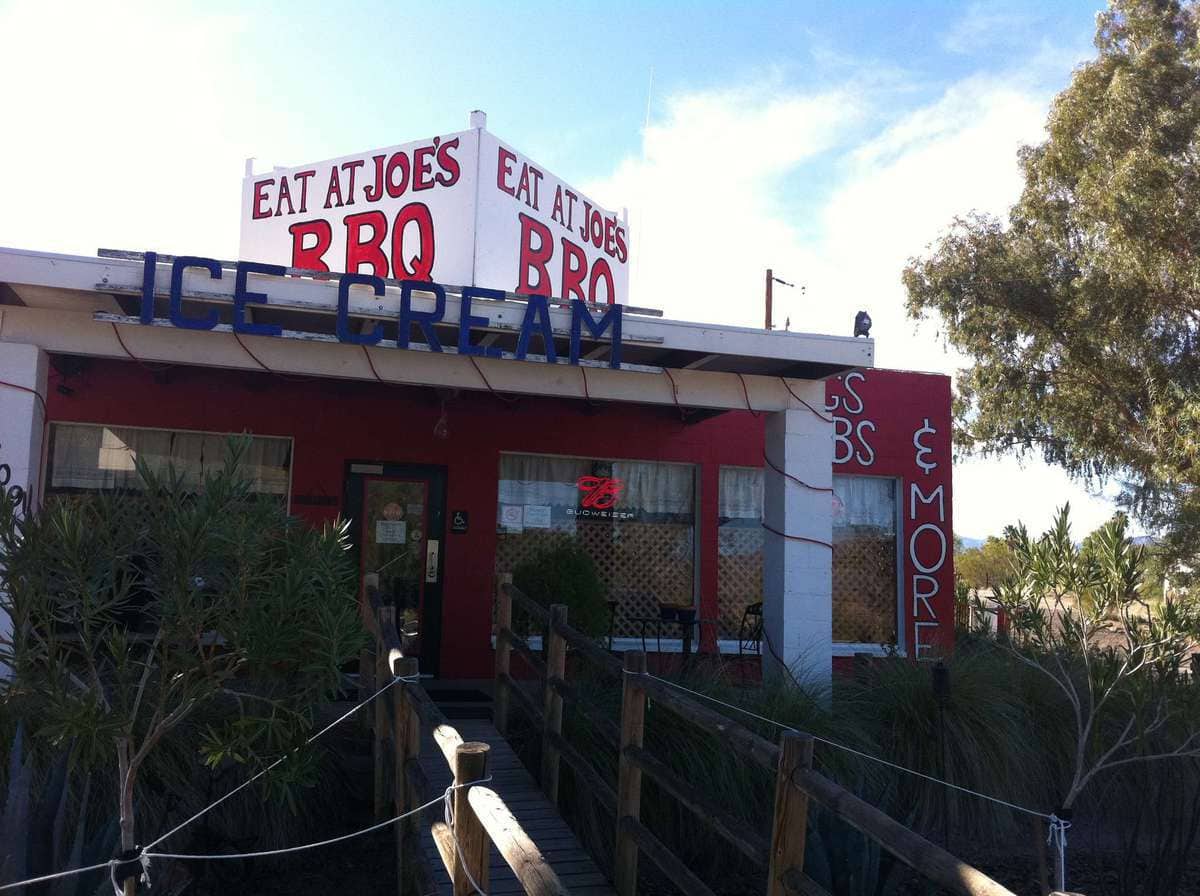 EAT AT JOE'S
BBQ
EAT AT JOE'S
BBQ
ICE CREAM
GS
BS
&
MORE
BUDWEISER